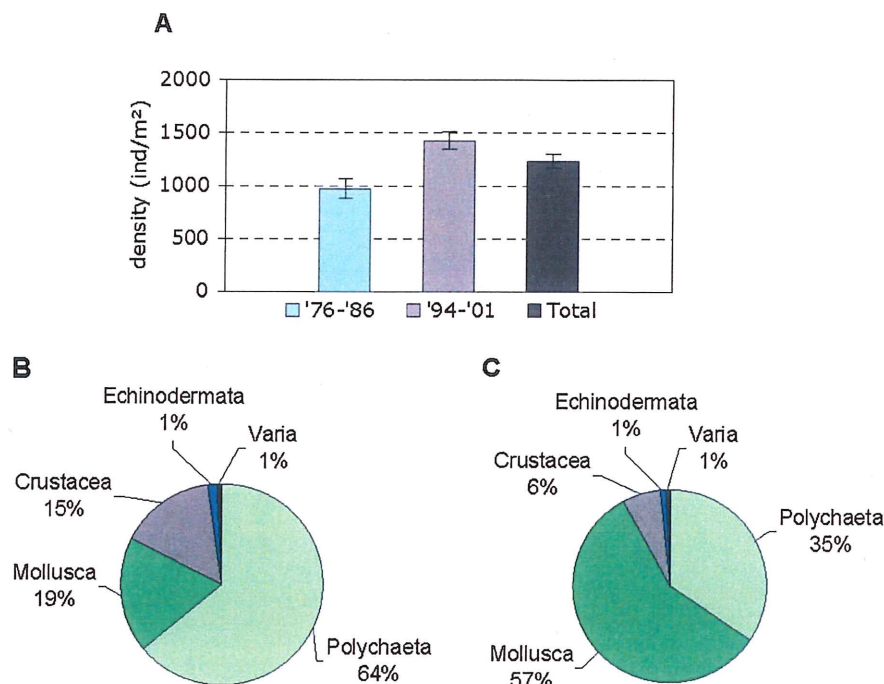 A
density (ind/m²)
2000
1500
1000
500
0
'76-'86 '94-'01 Total
B
Echinodermata
1%
Varia
1%
Crustacea
15%
Mollusca
19%
Polychaeta
64%
C
Echinodermata
1%
Varia
1%
Crustacea
6%
Polychaeta
35%
Mollusca
57%